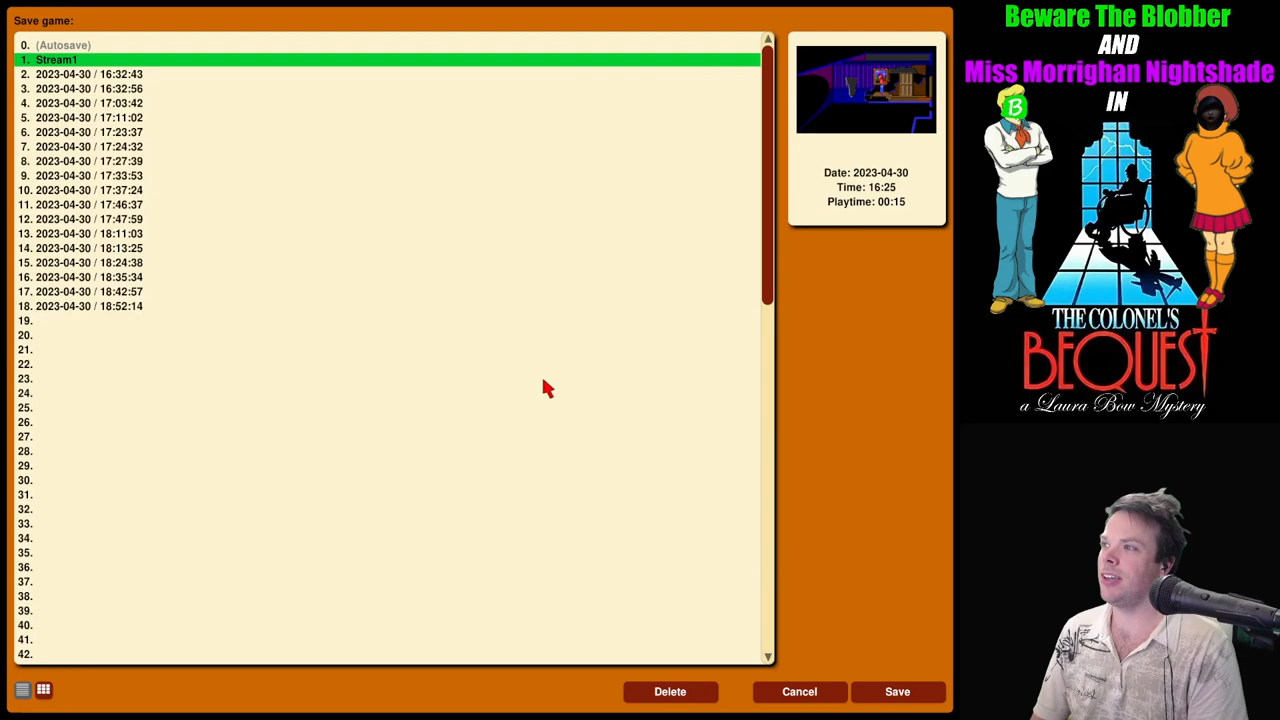 Save game:
0. (Autosave)
1. Stream1
2. 2023-04-30 / 16:32:43
3. 2023-04-30 / 16:32:56
4. 2023-04-30 / 17:03:42
5. 2023-04-30 / 17:11:02
6. 2023-04-30 / 17:23:37
7. 2023-04-30 / 17:24:32
8. 2023-04-30 / 17:27:39
9. 2023-04-30 / 17:33:53
10. 2023-04-30 / 17:37:24
11. 2023-04-30 / 17:46:37
12. 2023-04-30 / 17:47:59
13. 2023-04-30 / 18:11:03
14. 2023-04-30 / 18:13:25
15. 2023-04-30 / 18:24:38
16. 2023-04-30 / 18:35:34
17. 2023-04-30 / 18:42:57
18. 2023-04-30 / 18:52:14
19.
20.
21.
22.
23.
24.
25.
26.
27.
28.
29.
30.
31.
32.
33.
34.
35.
36.
37.
38.
39.
40.
41.
42.
Date: 2023-04-30
Time: 16:25
Playtime: 00:15
Delete
Cancel
Save
Beware The Blobber
AND
Miss Morrighan Nightshade
IN
B
THE COLONEL'S
BEQUEST
a Laura Bow Mystery